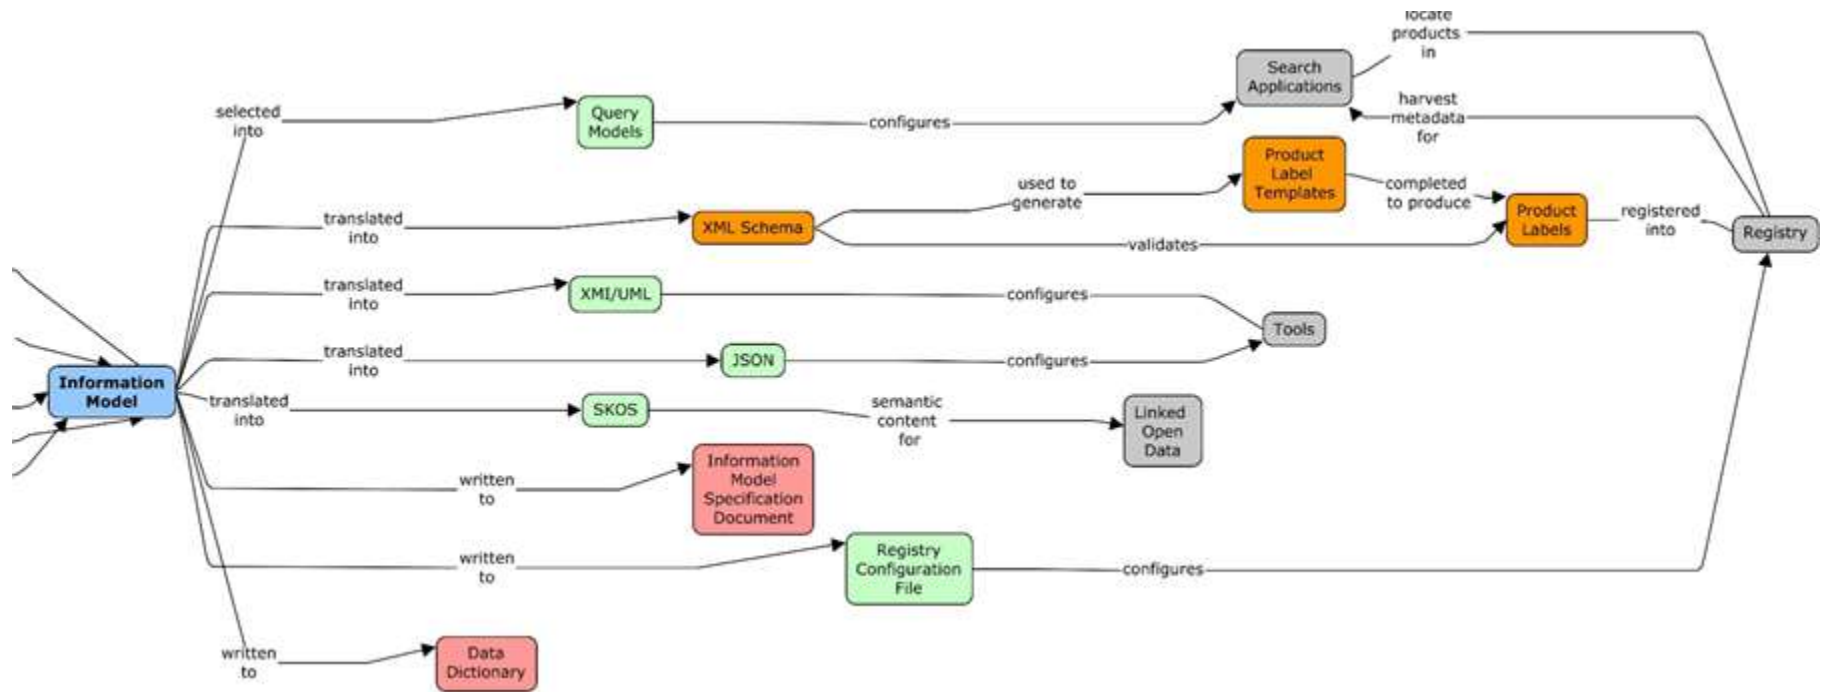 locate
products
in
Search
Applications
harvest
metadata
for
selected
into
Query
Models
configures
Product
Label
Templates
used to
generate
completed
to produce
translated
into
XML Schema
Product
Labels
registered
into
Registry
validates
translated
into
XMI/UML
configures
Tools
translated
into
JSON
configures
Information
Model
translated
into
SKOS
semantic
content
for
Linked
Open
Data
written
to
Information
Model
Specification
Document
written
to
Registry
Configuration
File
configures
written
to
Data
Dictionary